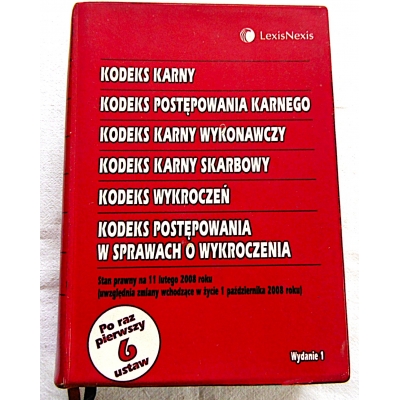 LexisNexis
KODEKS KARNY
KODEKS POSTĘPOWANIA KARNEGO
KODEKS KARNY WYKONAWCZY
KODEKS KARNY SKARBOWY
KODEKS WYKROCZEŃ
KODEKS POSTĘPOWANIA
W SPRAWACH O WYKROCZENIA
Stan prawny na 11 lutego 2008 roku
(uwzględnia zmiany wchodzące w życie 1 października 2008 roku)
Po raz
pierwszy
6
ustaw
Wydanie 1